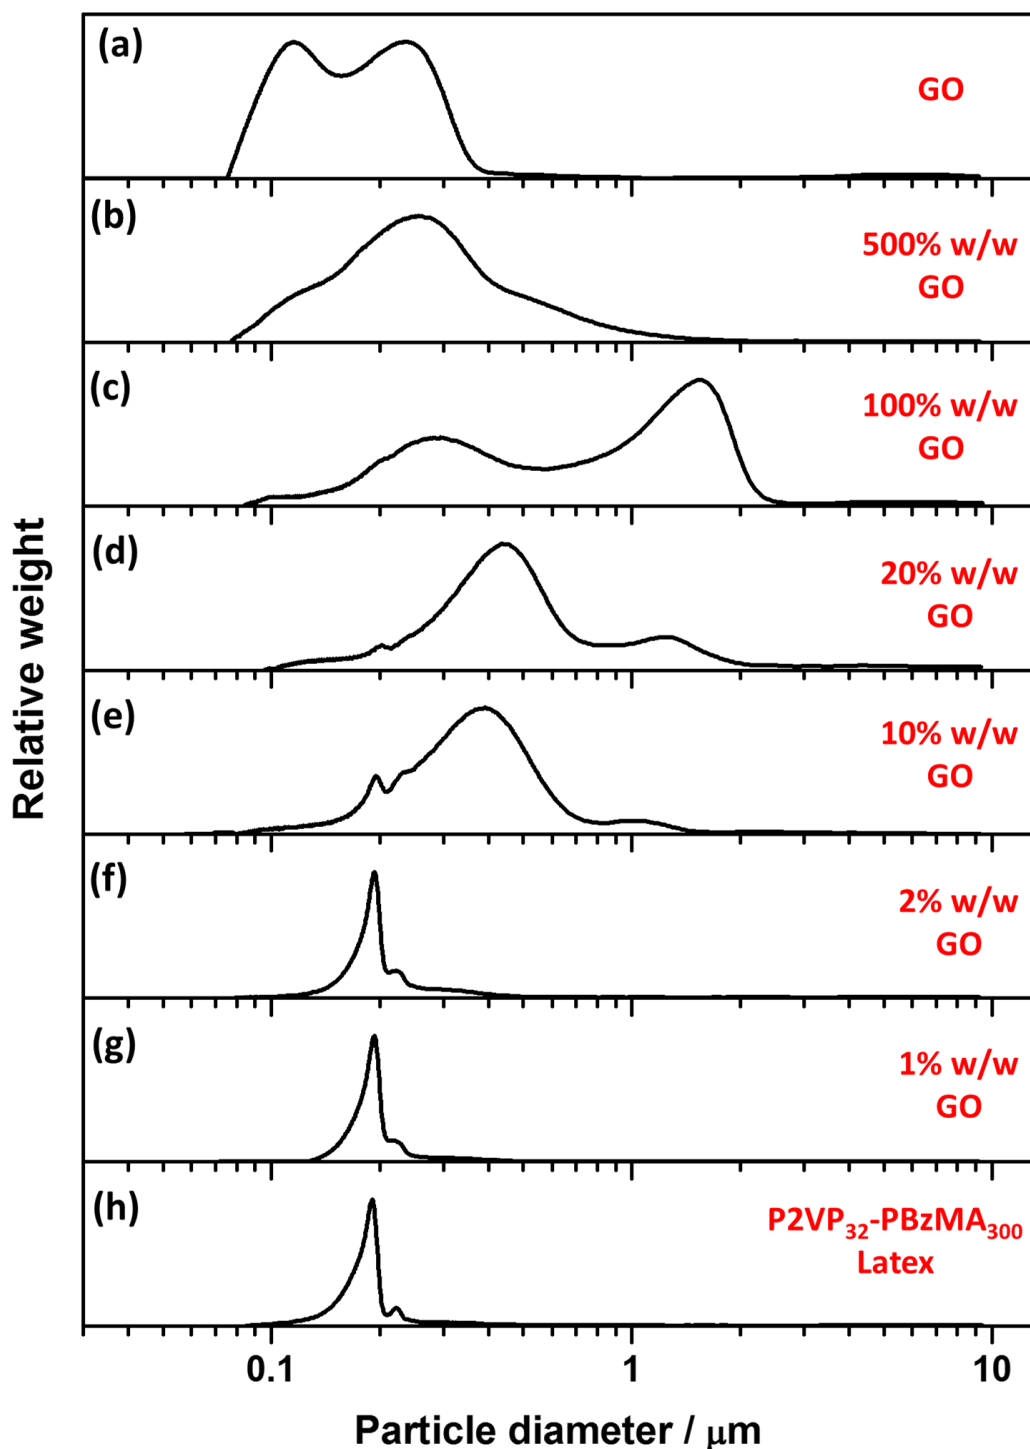 (a)
GO
(b)
500% w/w
GO
(c)
100% w/w
GO
(d)
20% w/w
GO
(e)
10% w/w
GO
(f)
2% w/w
GO
(g)
1% w/w
GO
(h)
P2VP₃₂-PBzMA₃₀₀
Latex
Relative weight
0.1 1 10
Particle diameter / μm